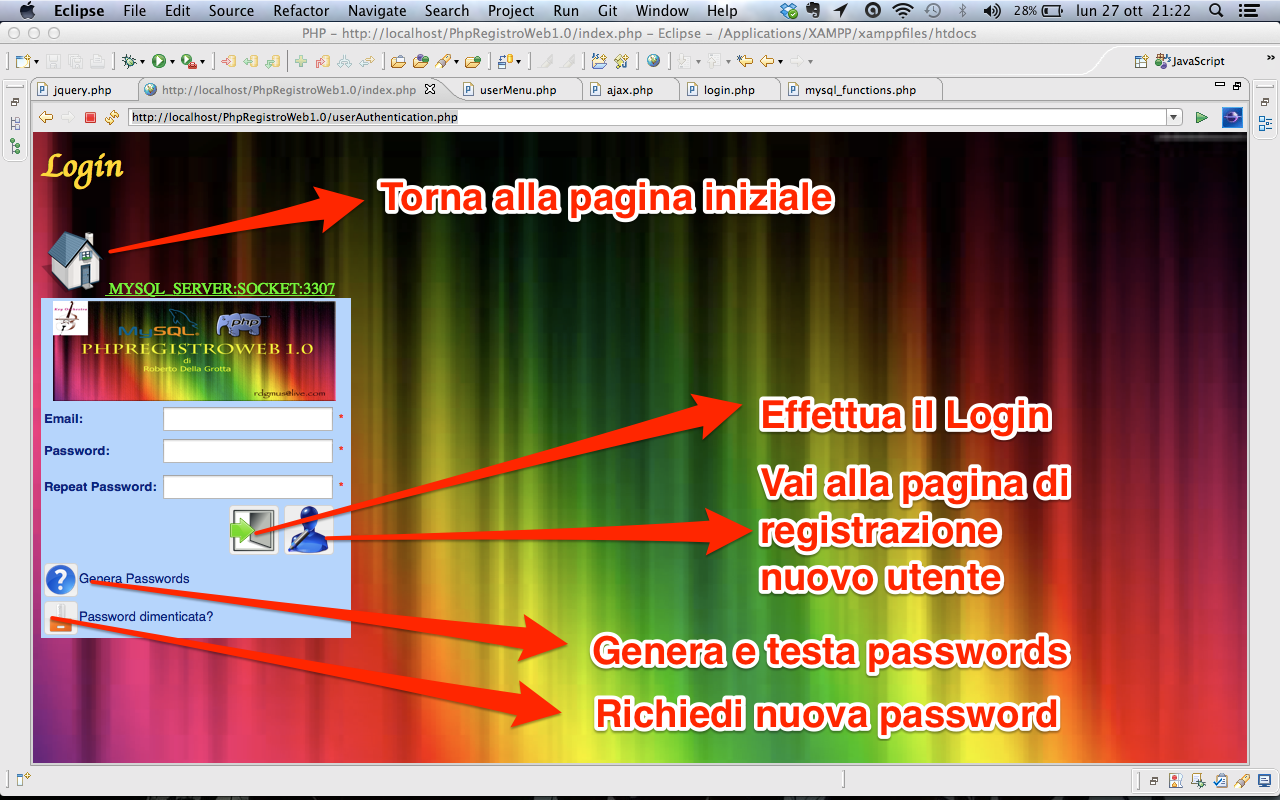 Eclipse File Edit Source Refactor Navigate Search Project Run Git Window Help 28% lun 27 ott 21:22
PHP - http://localhost/PhpRegistroWeb1.0/index.php - Eclipse - /Applications/XAMPP/xamppfiles/htdocs
JavaScript
jquery.php http://localhost/PhpRegistroWeb1.0/index.php userMenu.php ajax.php login.php mysql_functions.php
http://localhost/PhpRegistroWeb1.0/userAuthentication.php
Login
Torna alla pagina iniziale
MYSQL_SERVER:SOCKET:3307
MySQL php
PHPREGISTROWEB 1.0
di
Roberto Della Grotta
rdgmus@live.com
Email: *
Effettua il Login
Password: *
Repeat Password: *
Vai alla pagina di
registrazione
nuovo utente
Genera Passwords
Password dimenticata?
Genera e testa passwords
Richiedi nuova password